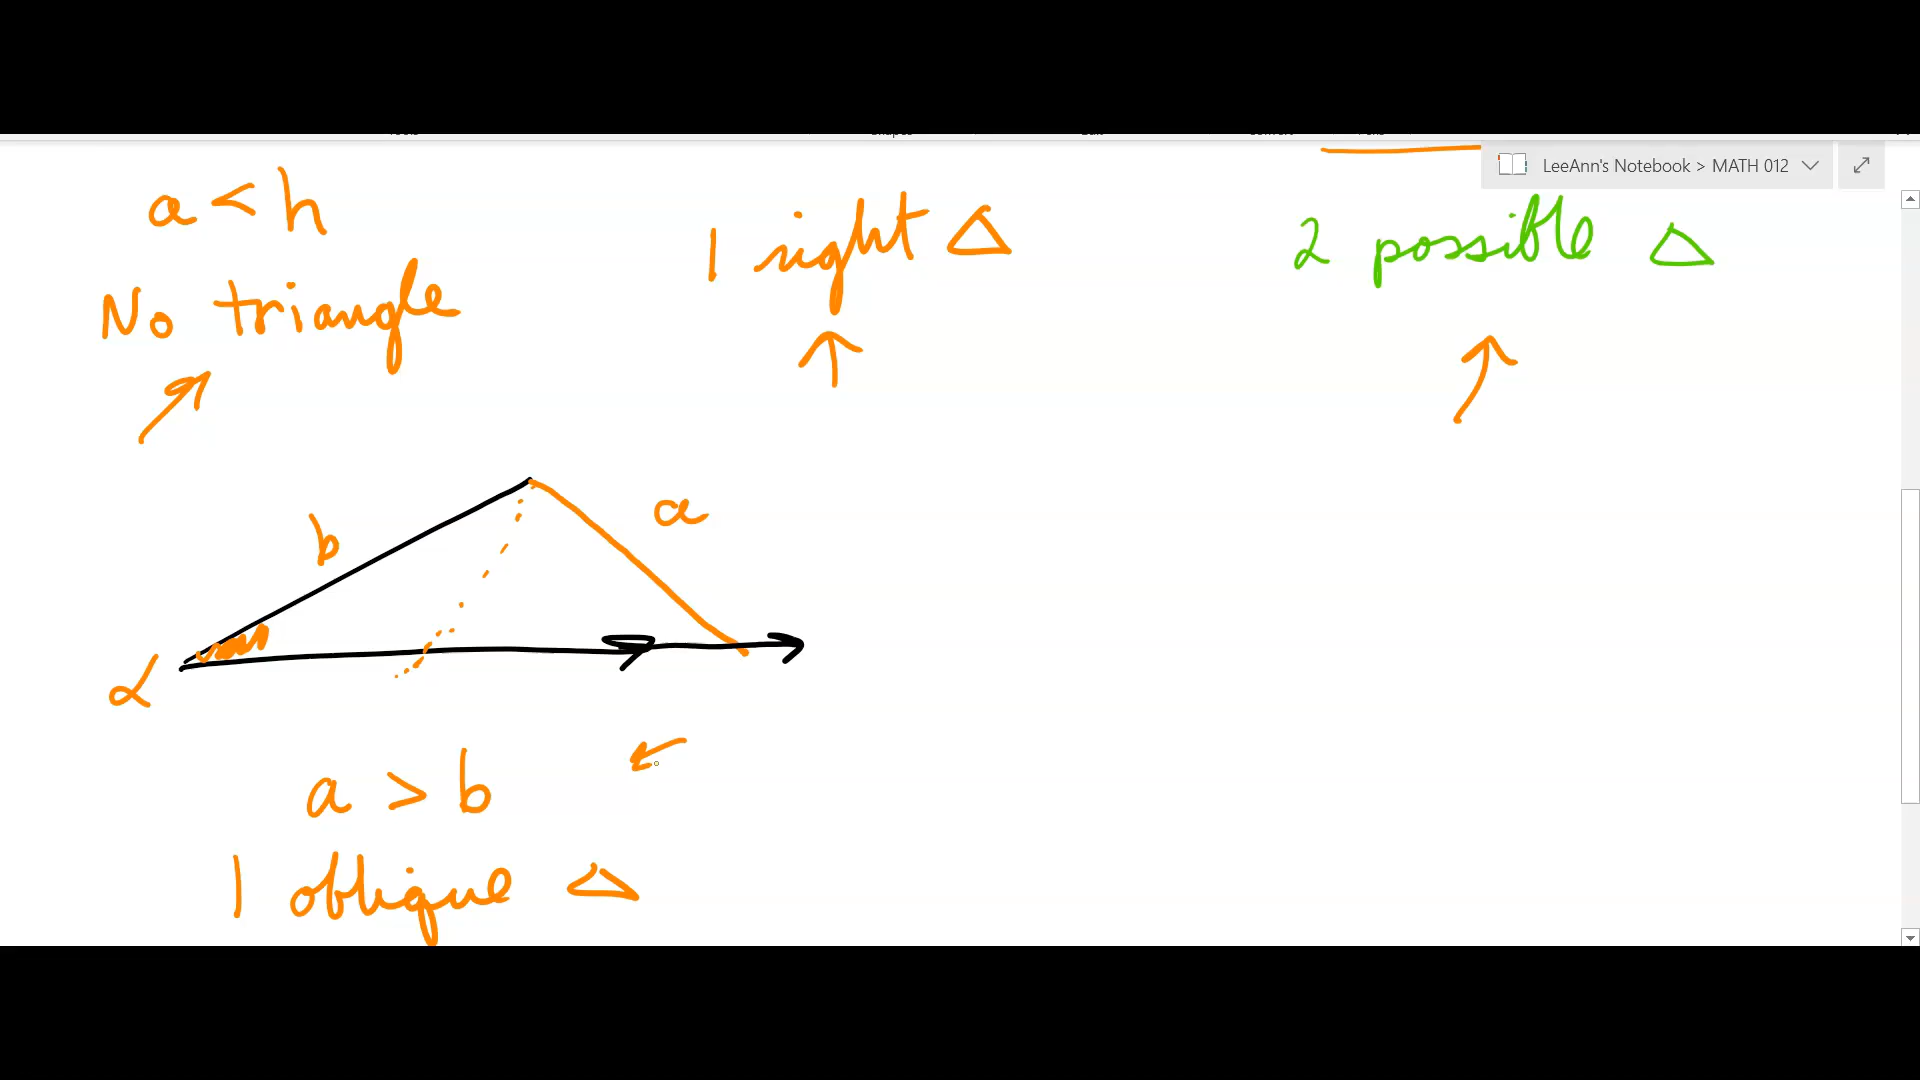 LeeAnn's Notebook > MATH 012
a < h
No triangle
1 right △
2 possible △
b
a
α
a > b
1 oblique △